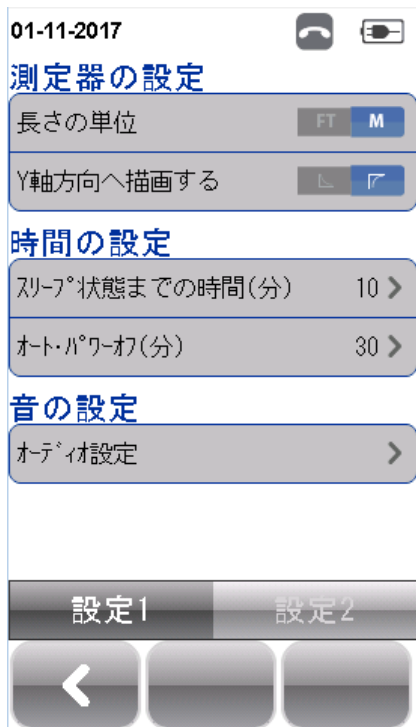 01-11-2017
測定器の設定
長さの単位 FT M
Y軸方向へ描画する
時間の設定
ｽﾘｰﾌﾟ状態までの時間(分) 10
ｵｰﾄ･ﾊﾟﾜｰｵﾌ(分) 30
音の設定
ｵｰﾃﾞｨｵ設定
設定1 設定2